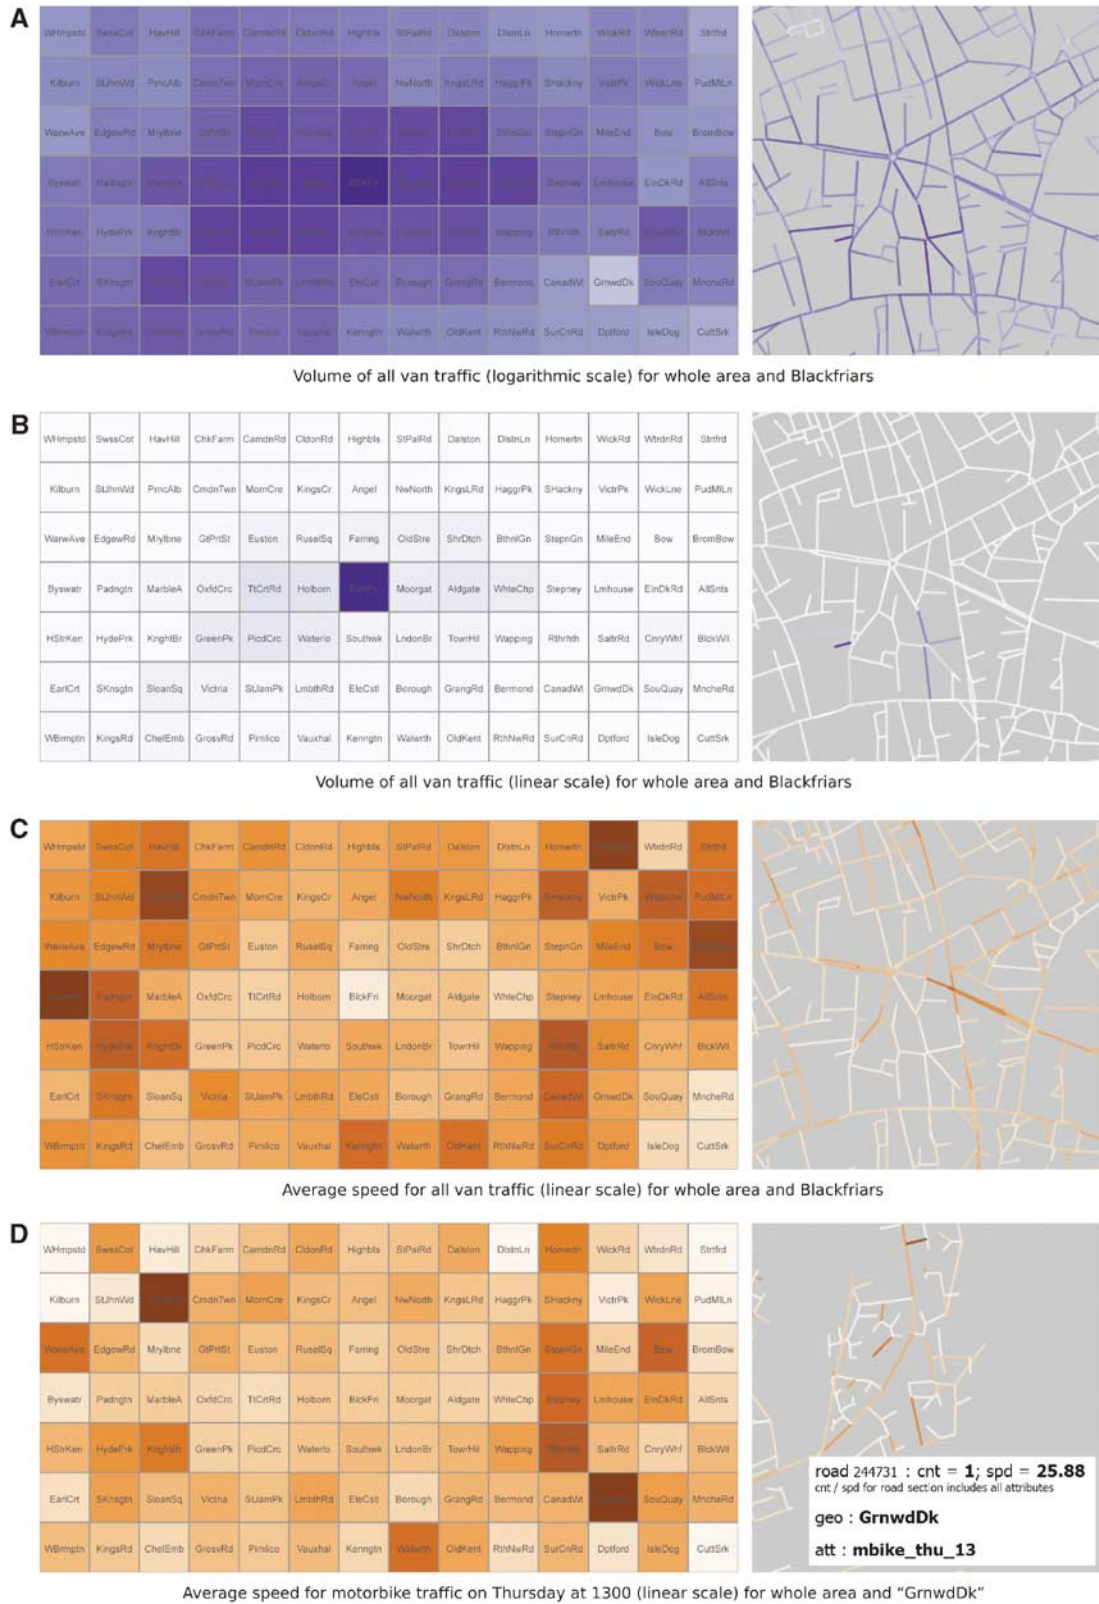 A
WHmpstd SwssCot HavHill ChkFarm CamdnRd CldonRd Highbls StPalRd Dalston DlstnLn Homertn WickRd WtrdnRd Strtfrd
Kilburn StJhnWd PrncAlb CmdnTwn MornCre KingsCr Angel NwNorth KngsLRd HaggrPk SHackny VictrPk WickLne PudMlLn
WarwAve EdgewRd Mrylbne GtPrtSt BthnlGn StepnGn MileEnd Bow BromBow
Byswatr Padngtn BlckFri Stepney Lmhouse ElnDkRd AllSnts
HStrKen HydePrk KnghtBr Wapping Rthrhth SaltrRd BlckWll
EarlCrt SKnsgtn StJamPk LmbthRd EleCstl Borough GrangRd Bermond CanadWt GrnwdDk SouQuay MncheRd
WBrmptn KingsRd GrosvRd Pimlico Vauxhal Kenngtn Walwrth OldKent RthNwRd SurCnRd Dptford IsleDog CuttSrk
Volume of all van traffic (logarithmic scale) for whole area and Blackfriars
B
WHmpstd SwssCot HavHill ChkFarm CamdnRd CldonRd Highbls StPalRd Dalston DlstnLn Homertn WickRd WtrdnRd Strtfrd
Kilburn StJhnWd PrncAlb CmdnTwn MornCre KingsCr Angel NwNorth KngsLRd HaggrPk SHackny VictrPk WickLne PudMlLn
WarwAve EdgewRd Mrylbne GtPrtSt Euston RuselSq Farring OldStre ShrDtch BthnlGn StepnGn MileEnd Bow BromBow
Byswatr Padngtn MarbleA OxfdCrc TtCrtRd Holborn Moorgat Aldgate WhteChp Stepney Lmhouse ElnDkRd AllSnts
HStrKen HydePrk KnghtBr GreenPk PicdCrc Waterlo Southwk LndonBr TowrHil Wapping Rthrhth SaltrRd CnryWhf BlckWll
EarlCrt SKnsgtn SloanSq Victria StJamPk LmbthRd EleCstl Borough GrangRd Bermond CanadWt GrnwdDk SouQuay MncheRd
WBrmptn KingsRd ChelEmb GrosvRd Pimlico Vauxhal Kenngtn Walwrth OldKent RthNwRd SurCnRd Dptford IsleDog CuttSrk
Volume of all van traffic (linear scale) for whole area and Blackfriars
C
WHmpstd SwssCot HavHill ChkFarm CamdnRd CldonRd Highbls StPalRd Dalston DlstnLn Homertn WtrdnRd Strtfrd
Kilburn StJhnWd CmdnTwn MornCre KingsCr Angel NwNorth KngsLRd HaggrPk SHackny VictrPk WickLne PudMlLn
WarwAve EdgewRd Mrylbne GtPrtSt Euston RuselSq Farring OldStre ShrDtch BthnlGn StepnGn MileEnd Bow
Padngtn MarbleA OxfdCrc TtCrtRd Holborn BlckFri Moorgat Aldgate WhteChp Stepney Lmhouse ElnDkRd AllSnts
HStrKen HydePrk KnghtBr GreenPk PicdCrc Waterlo Southwk LndonBr TowrHil Wapping SaltrRd CnryWhf BlckWll
EarlCrt SKnsgtn SloanSq Victria StJamPk LmbthRd EleCstl Borough GrangRd Bermond CanadWt GrnwdDk SouQuay MncheRd
WBrmptn KingsRd ChelEmb GrosvRd Pimlico Vauxhal Kenngtn Walwrth OldKent RthNwRd SurCnRd Dptford IsleDog CuttSrk
Average speed for all van traffic (linear scale) for whole area and Blackfriars
D
WHmpstd SwssCot HavHill ChkFarm CamdnRd CldonRd Highbls StPalRd Dalston DlstnLn Homertn WickRd WtrdnRd Strtfrd
Kilburn StJhnWd CmdnTwn MornCre KingsCr Angel NwNorth KngsLRd HaggrPk SHackny VictrPk WickLne PudMlLn
WarwAve EdgewRd Mrylbne GtPrtSt Euston RuselSq Farring OldStre ShrDtch BthnlGn StepnGn MileEnd Bow BromBow
Byswatr Padngtn MarbleA OxfdCrc TtCrtRd Holborn BlckFri Moorgat Aldgate WhteChp Stepney Lmhouse ElnDkRd AllSnts
HStrKen HydePrk KnghtBr GreenPk PicdCrc Waterlo Southwk LndonBr TowrHil Wapping SaltrRd CnryWhf BlckWll
EarlCrt SKnsgtn SloanSq Victria StJamPk LmbthRd EleCstl Borough GrangRd Bermond CanadWt SouQuay MncheRd
WBrmptn KingsRd ChelEmb GrosvRd Pimlico Vauxhal Kenngtn Walwrth OldKent RthNwRd SurCnRd Dptford IsleDog CuttSrk
road 244731 : cnt = 1; spd = 25.88
cnt / spd for road section includes all attributes
geo : GrnwdDk
att : mbike_thu_13
Average speed for motorbike traffic on Thursday at 1300 (linear scale) for whole area and “GrnwdDk”